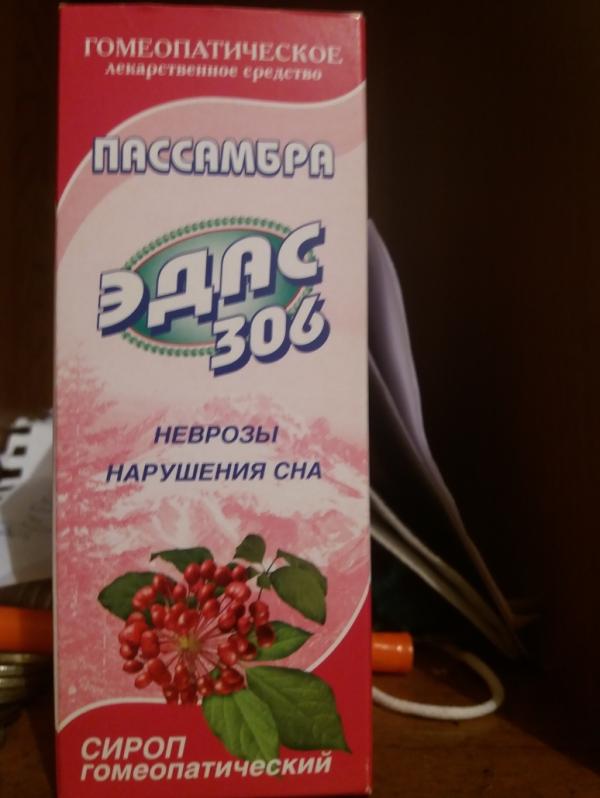 ГОМЕОПАТИЧЕСКОЕ
лекарственное средство
ПАССАМБРА
ЭДАС
306
НЕВРОЗЫ
НАРУШЕНИЯ СНА
СИРОП
гомеопатический